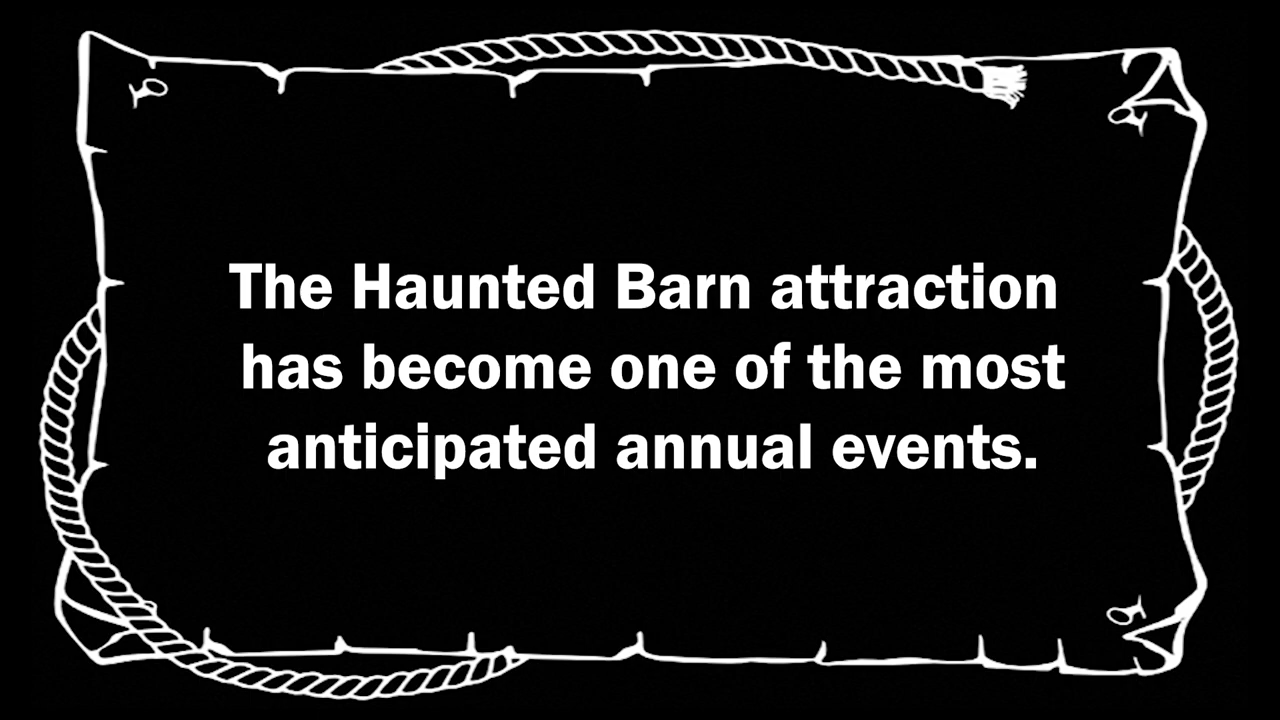 The Haunted Barn attraction
has become one of the most
anticipated annual events.